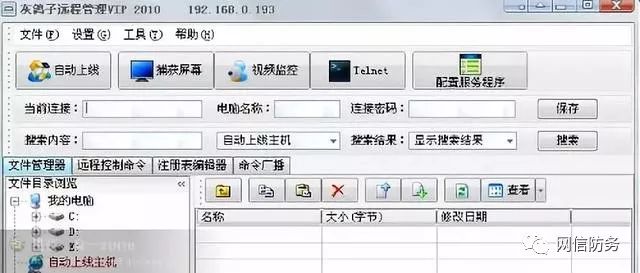 灰鸽子远程管理VIP 2010 192.168.0.193
文件(F) 设置(G) 工具(T) 帮助(H)
自动上线 捕获屏幕 视频监控 Telnet 配置服务程序
当前连接: 电脑名称: 连接密码: 保存
搜索内容: 自动上线主机 搜索结果: 显示搜索结果 搜索
文件管理器 远程控制命令 注册表编辑器 命令广播
文件目录浏览 查看
我的电脑 名称 大小(字节) 修改日期
C:
D:
E:
自动上线主机
网信防务